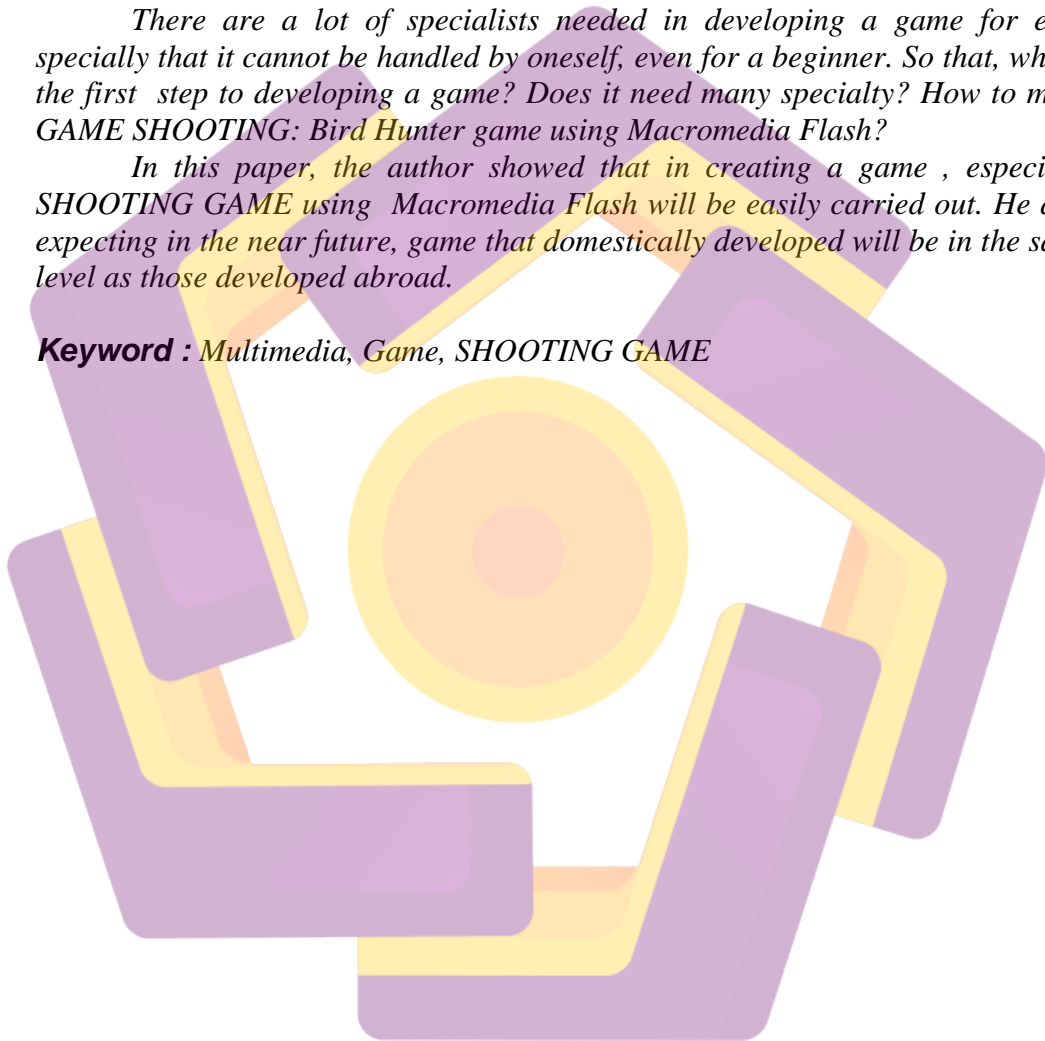 There are a lot of specialists needed in developing a game for e
specially that it cannot be handled by oneself, even for a beginner. So that, wh
the first step to developing a game? Does it need many specialty? How to m
GAME SHOOTING: Bird Hunter game using Macromedia Flash?
In this paper, the author showed that in creating a game , especi
SHOOTING GAME using Macromedia Flash will be easily carried out. He a
expecting in the near future, game that domestically developed will be in the sa
level as those developed abroad.
Keyword : Multimedia, Game, SHOOTING GAME